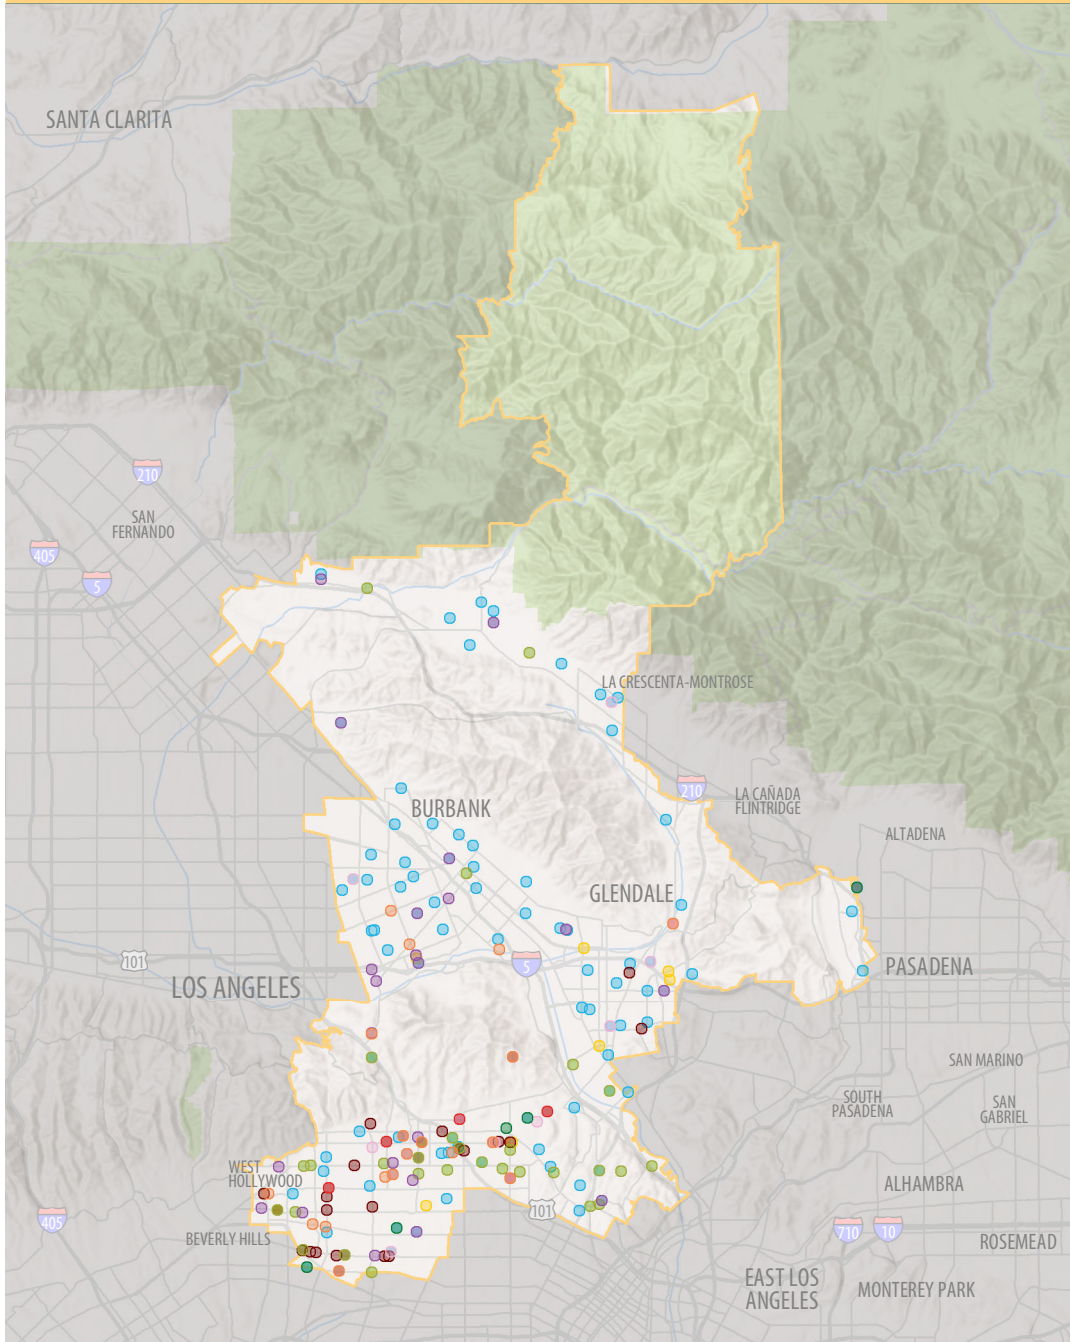 SANTA CLARITA
210
SAN
FERNANDO
405
5
LA CRESCENTA-MONTROSE
210
LA CAÑADA
FLINTRIDGE
BURBANK
ALTADENA
GLENDALE
101
5
PASADENA
LOS ANGELES
SAN MARINO
SOUTH
PASADENA
SAN
GABRIEL
WEST
HOLLYWOOD
ALHAMBRA
405
101
710
10
BEVERLY HILLS
ROSEMEAD
EAST LOS
ANGELES
MONTEREY PARK